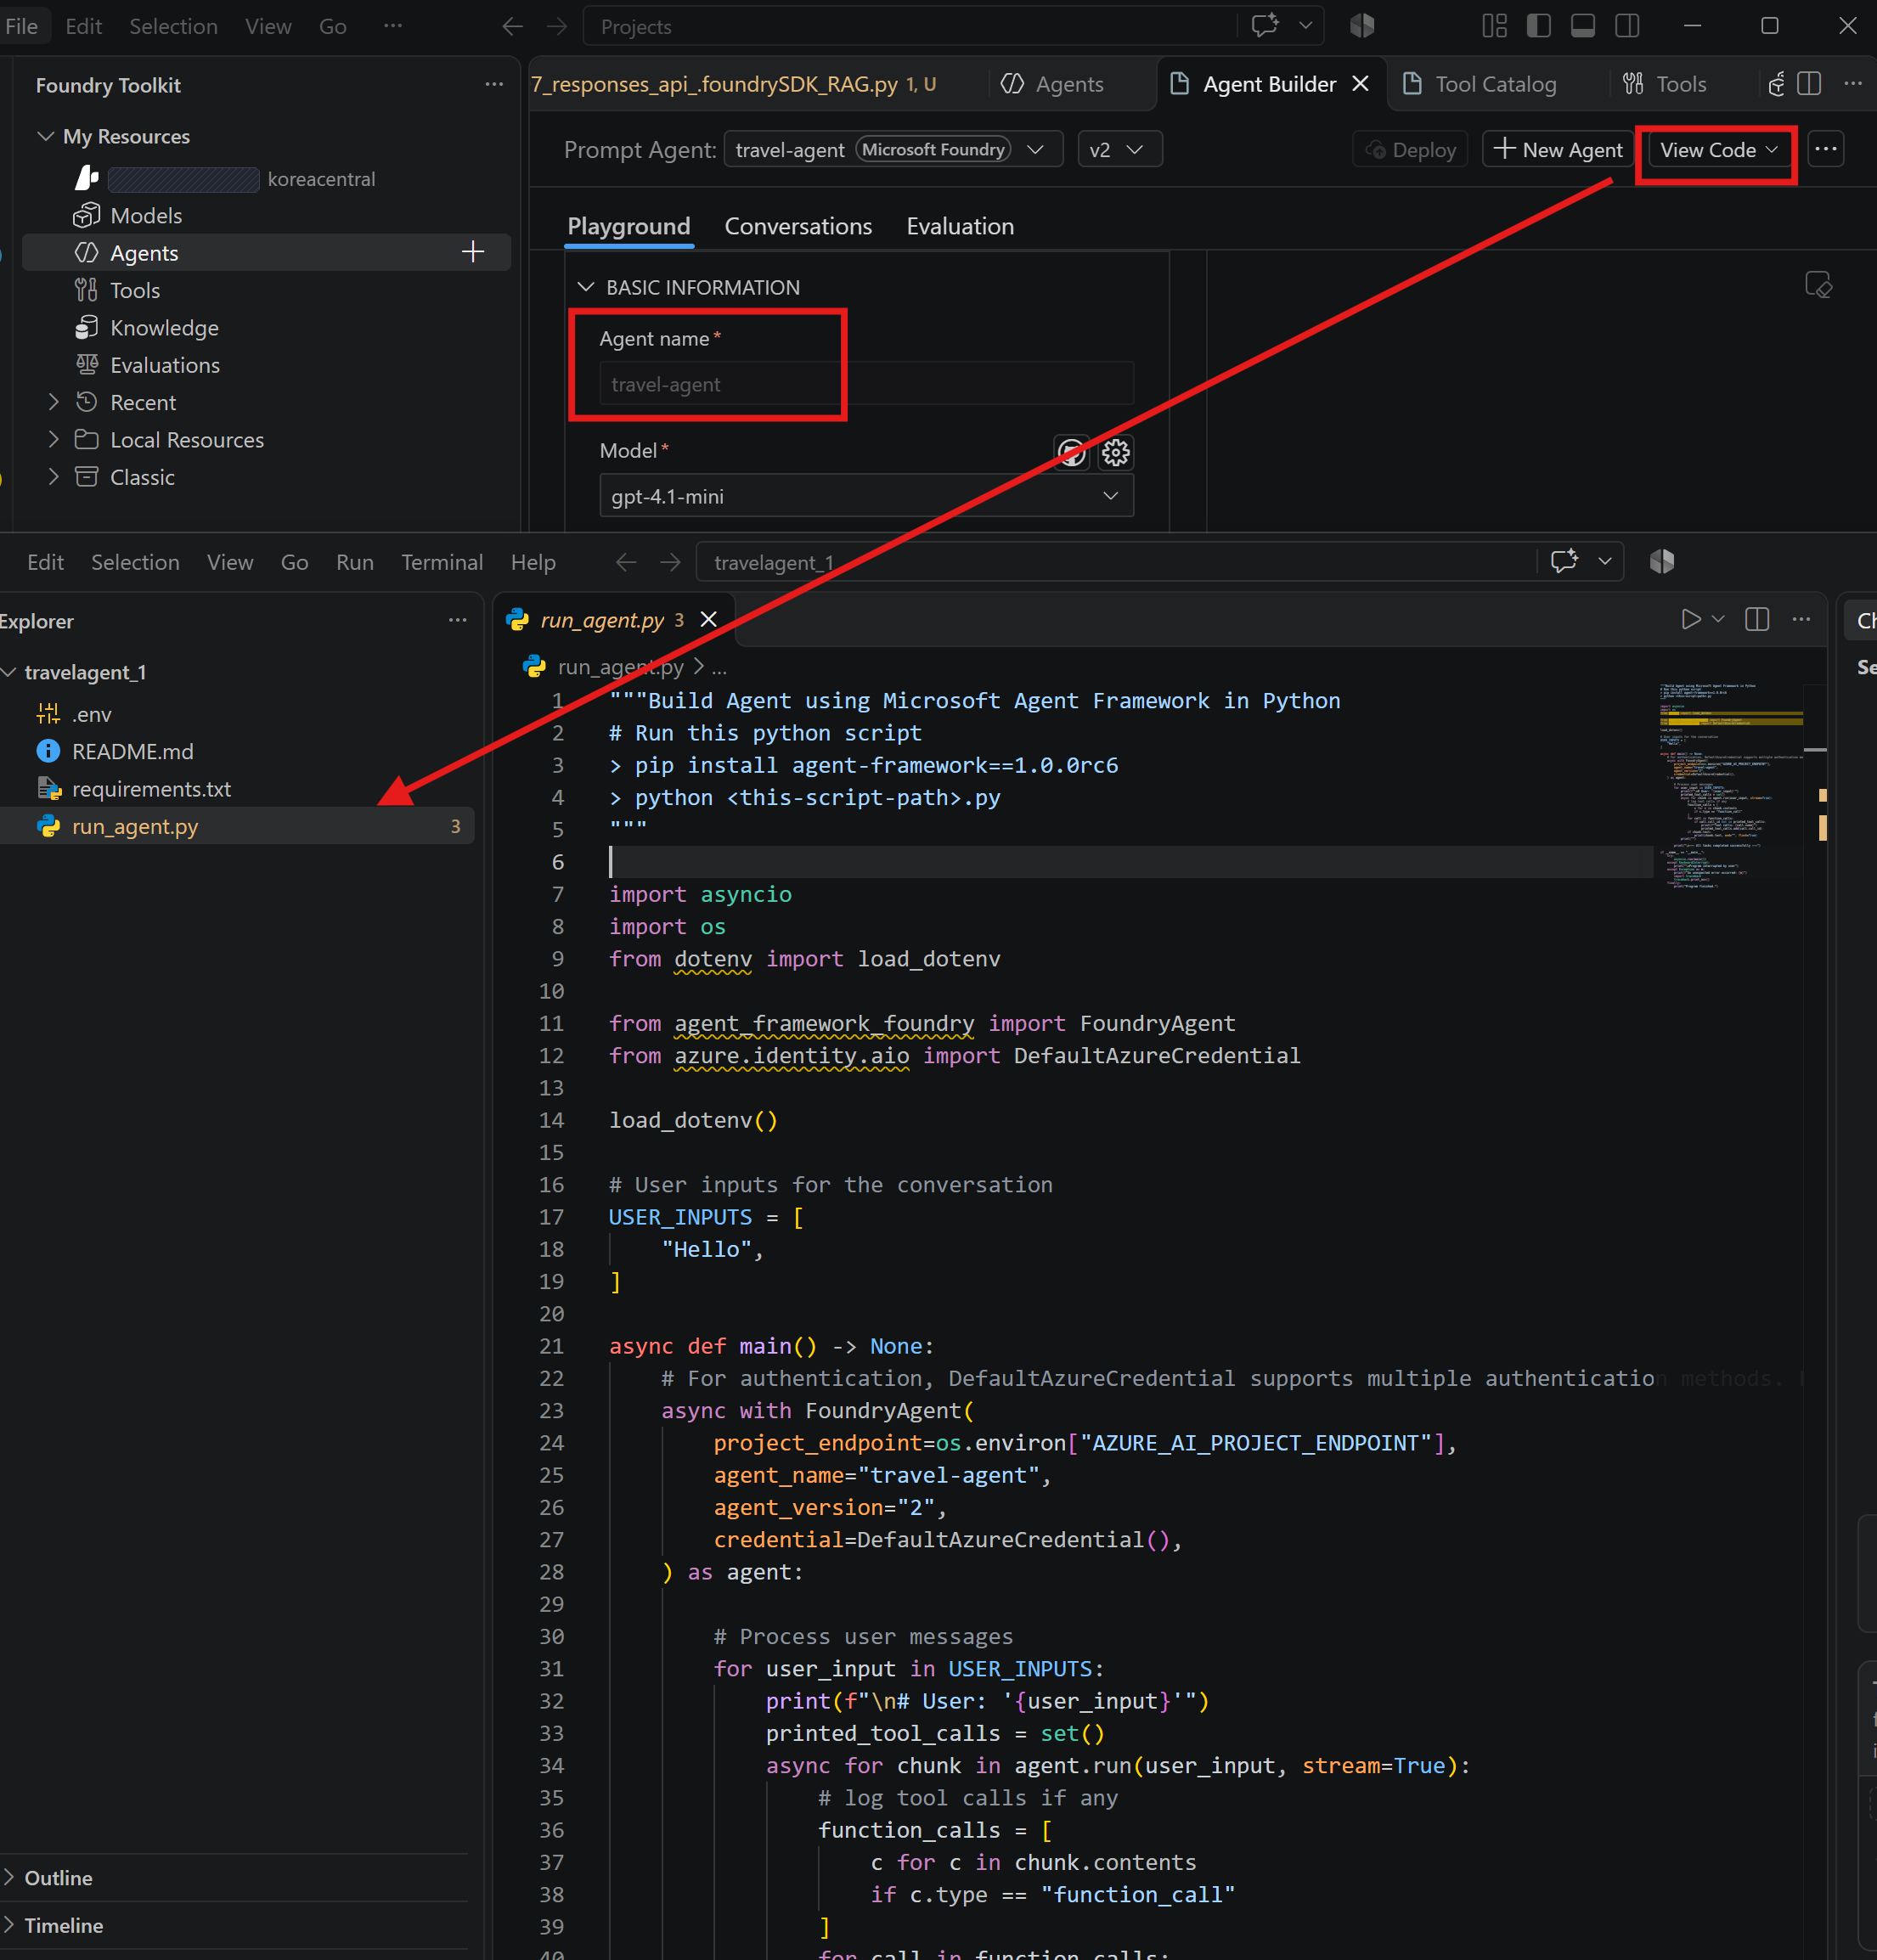 File Edit Selection View Go ··· Projects
Foundry Toolkit ···
My Resources
koreacentral
Models
Agents
Tools
Knowledge
Evaluations
Recent
Local Resources
Classic
7_responses_api_.foundrySDK_RAG.py 1, U Agents Agent Builder Tool Catalog Tools ···
Prompt Agent: travel-agent Microsoft Foundry v2 Deploy New Agent View Code ···
Playground Conversations Evaluation
BASIC INFORMATION
Agent name*
travel-agent
Model*
gpt-4.1-mini
Edit Selection View Go Run Terminal Help travelagent_1
Explorer ···
travelagent_1
.env
README.md
requirements.txt
run_agent.py 3
Outline
Timeline
run_agent.py 3 ···
run_agent.py > ...
1 """Build Agent using Microsoft Agent Framework in Python
2 # Run this python script
3 > pip install agent-framework==1.0.0rc6
4 > python <this-script-path>.py
5 """
6
7 import asyncio
8 import os
9 from dotenv import load_dotenv
10
11 from agent_framework_foundry import FoundryAgent
12 from azure.identity.aio import DefaultAzureCredential
13
14 load_dotenv()
15
16 # User inputs for the conversation
17 USER_INPUTS = [
18     "Hello",
19 ]
20
21 async def main() -> None:
22     # For authentication, DefaultAzureCredential supports multiple authentication methods.
23     async with FoundryAgent(
24         project_endpoint=os.environ["AZURE_AI_PROJECT_ENDPOINT"],
25         agent_name="travel-agent",
26         agent_version="2",
27         credential=DefaultAzureCredential(),
28     ) as agent:
29
30         # Process user messages
31         for user_input in USER_INPUTS:
32             print(f"\n# User: '{user_input}'")
33             printed_tool_calls = set()
34             async for chunk in agent.run(user_input, stream=True):
35                 # log tool calls if any
36                 function_calls = [
37                     c for c in chunk.contents
38                     if c.type == "function_call"
39                 ]
40                 for call in function_calls: